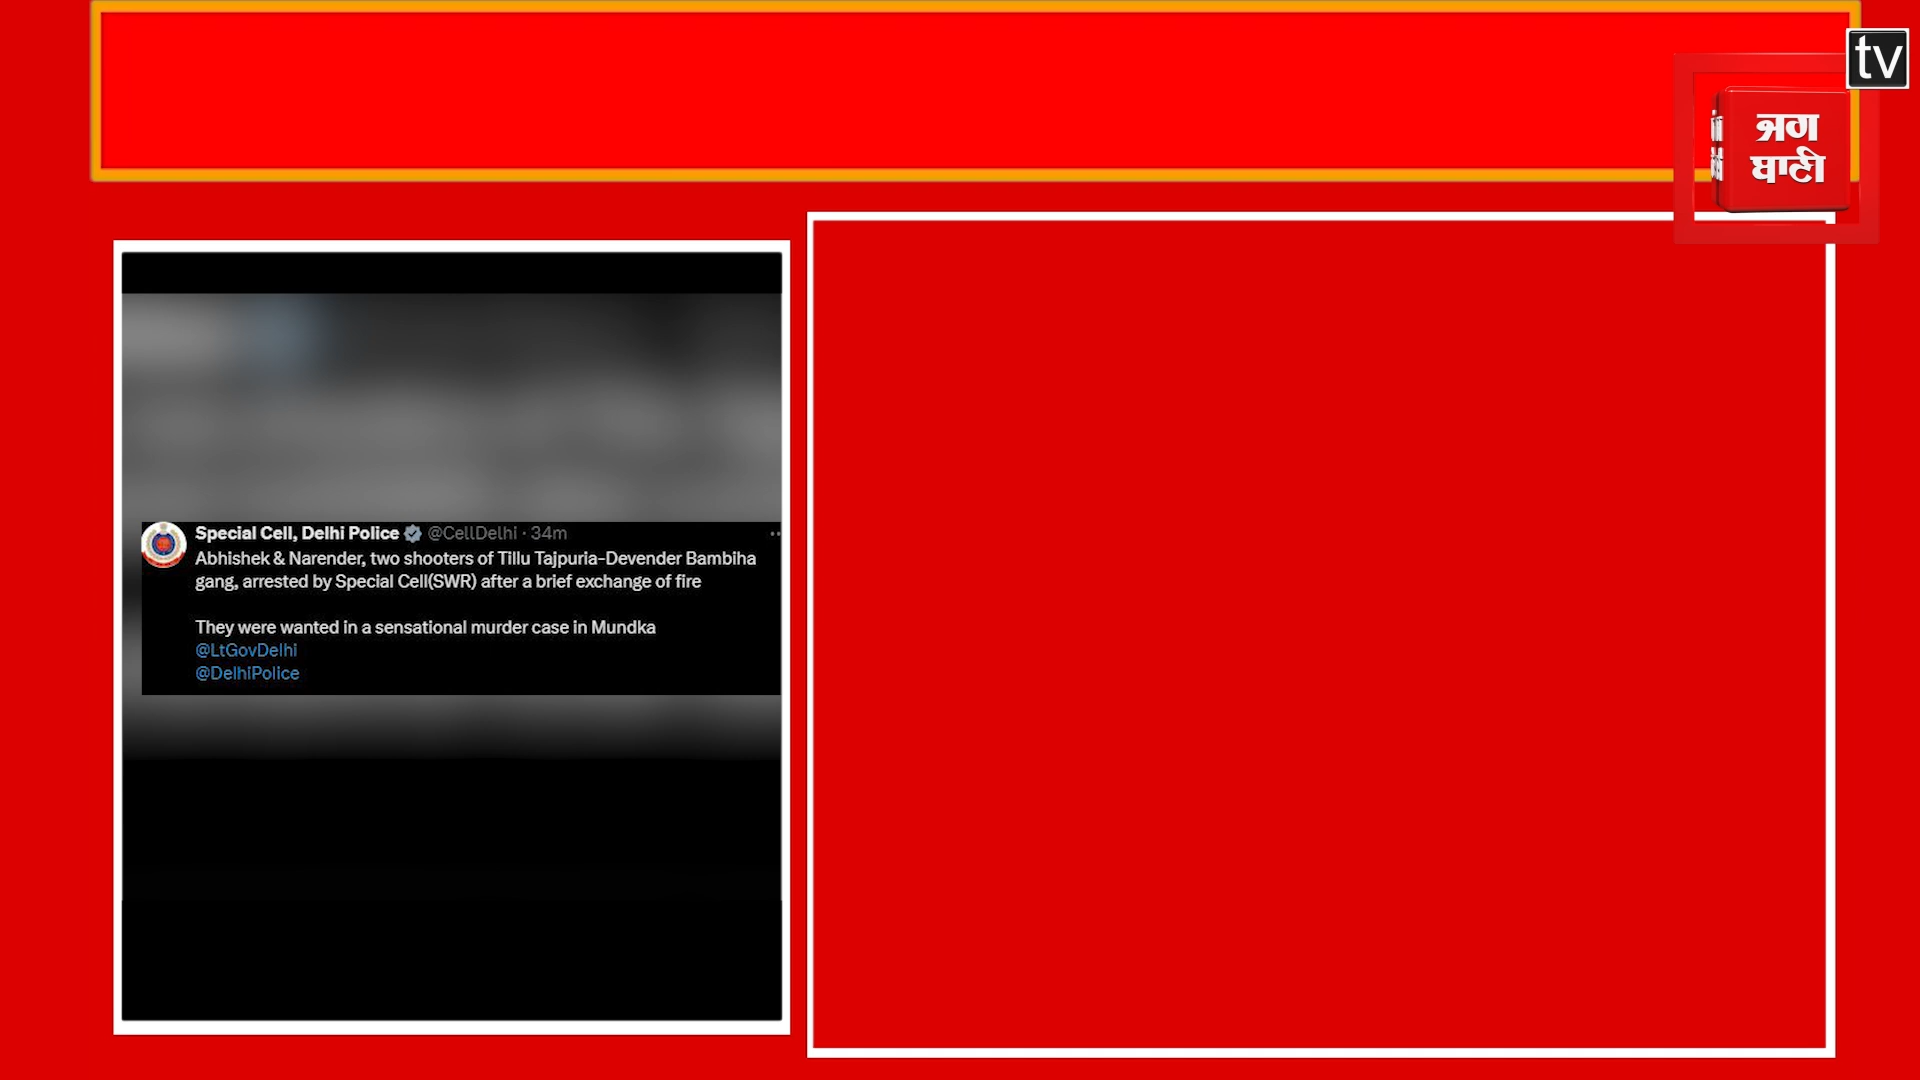 tv
ਜਗ
ਬਾਣੀ
Special Cell, Delhi Police @CellDelhi · 34m
Abhishek & Narender, two shooters of Tillu Tajpuria-Devender Bambiha
gang, arrested by Special Cell(SWR) after a brief exchange of fire
They were wanted in a sensational murder case in Mundka
@LtGovDelhi
@DelhiPolice